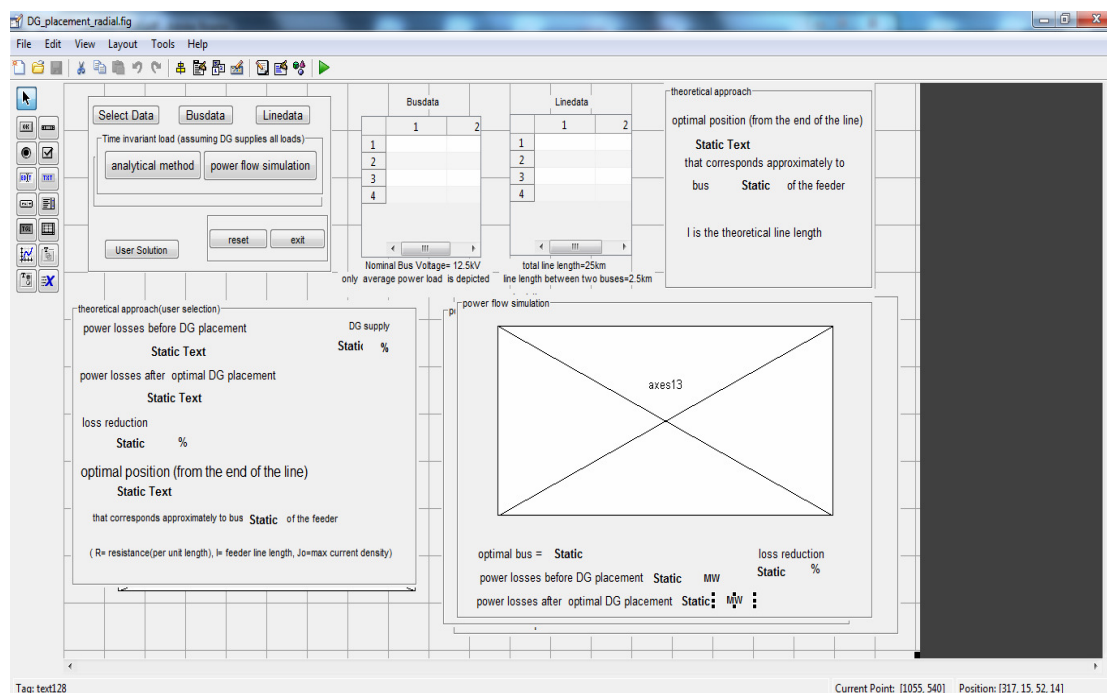 DG_placement_radial.fig
File Edit View Layout Tools Help
Select Data Busdata Linedata
Time invariant load (assuming DG supplies all loads)
analytical method power flow simulation
User Solution reset exit
Busdata
1 2
1
2
3
4
Nominal Bus Voltage= 12.5kV
only average power load is depicted
Linedata
1 2
1
2
3
4
total line length=25km
line length between two buses=2.5km
theoretical approach
optimal position (from the end of the line)
Static Text
that corresponds approximately to
bus Static of the feeder
l is the theoretical line length
theoretical approach(user selection)
power losses before DG placement DG supply
Static Text Static %
power losses after optimal DG placement
Static Text
loss reduction
Static %
optimal position (from the end of the line)
Static Text
that corresponds approximately to bus Static of the feeder
( R= resistance(per unit length), l= feeder line length, Jo=max current density)
power flow simulation
axes13
optimal bus = Static loss reduction
power losses before DG placement Static MW Static %
power losses after optimal DG placement Static MW
Tag: text128 Current Point: [1055, 540] Position: [317, 15, 52, 14]